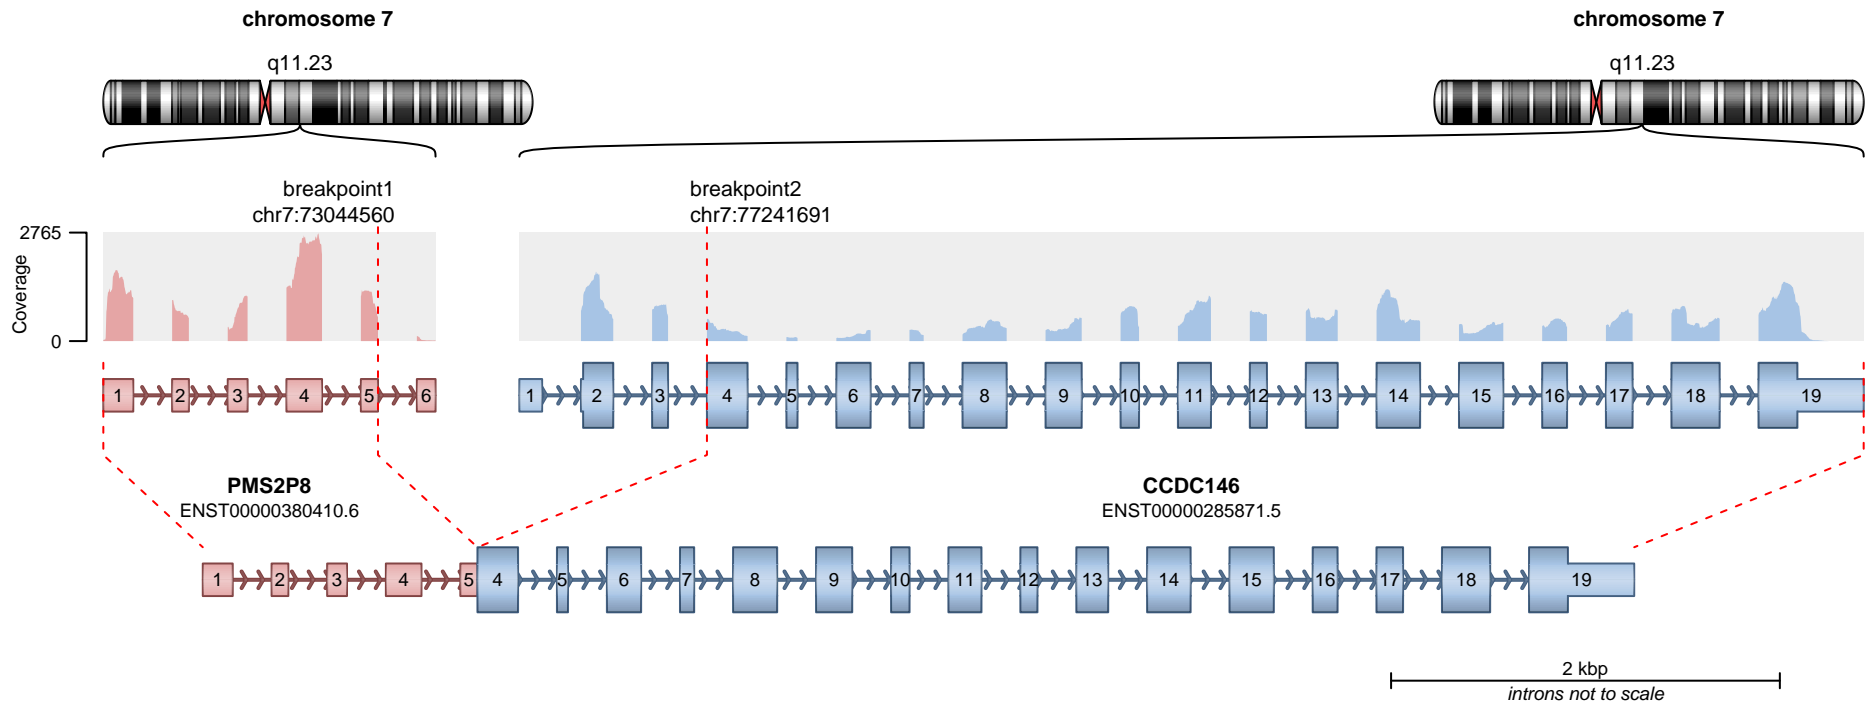 chromosome 7
chromosome 7
q11.23
q11.23
breakpoint1
chr7:73044560
breakpoint2
chr7:77241691
2765
Coverage
0
1 2 3 4 5 6
1 2 3 4 5 6 7 8 9 10 11 12 13 14 15 16 17 18 19
PMS2P8
ENST00000380410.6
CCDC146
ENST00000285871.5
1 2 3 4 5 4 5 6 7 8 9 10 11 12 13 14 15 16 17 18 19
2 kbp
introns not to scale